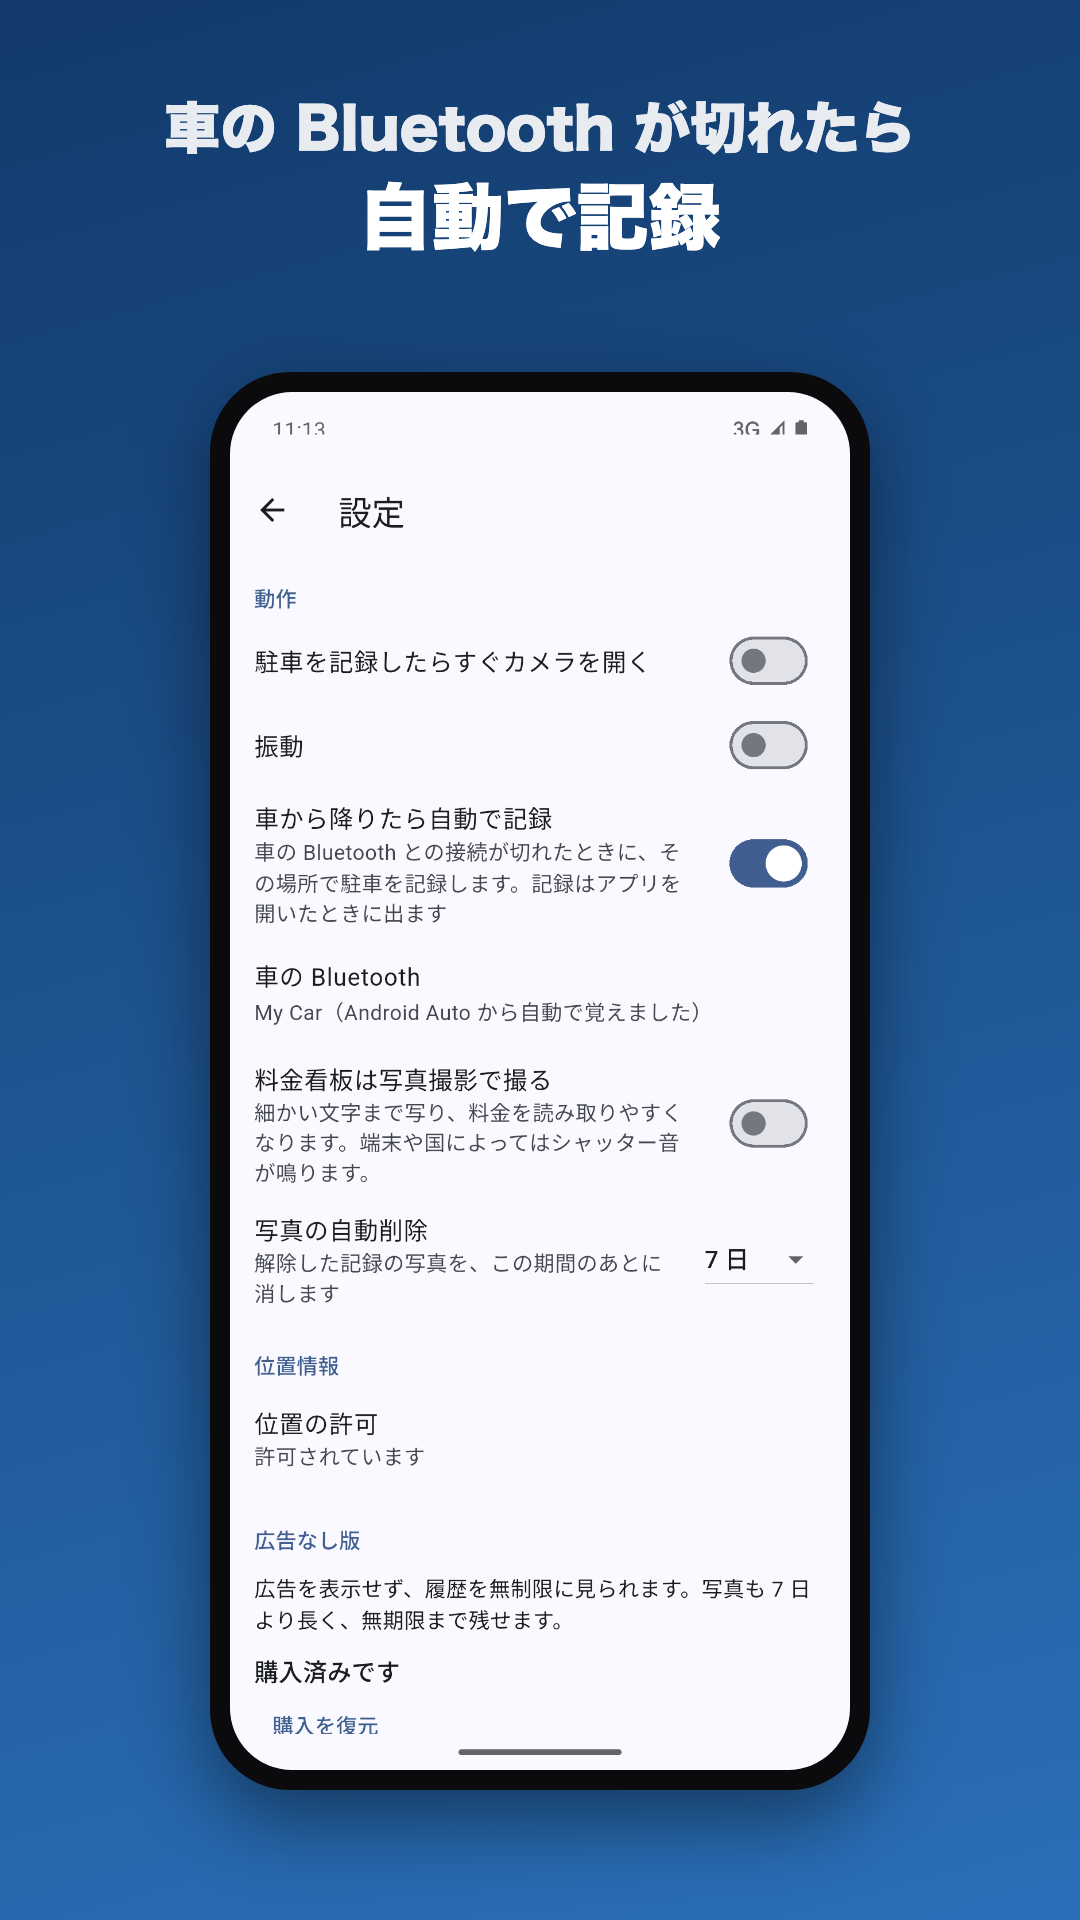 車の Bluetooth が切れたら
自動で記録
11:13
3G
設定
動作
駐車を記録したらすぐカメラを開く
振動
車から降りたら自動で記録
車の Bluetooth との接続が切れたときに、そ
の場所で駐車を記録します。記録はアプリを
開いたときに出ます
車の Bluetooth
My Car（Android Auto から自動で覚えました）
料金看板は写真撮影で撮る
細かい文字まで写り、料金を読み取りやすく
なります。端末や国によってはシャッター音
が鳴ります。
写真の自動削除
解除した記録の写真を、この期間のあとに
消します
7 日
位置情報
位置の許可
許可されています
広告なし版
広告を表示せず、履歴を無制限に見られます。写真も 7 日
より長く、無期限まで残せます。
購入済みです
購入を復元